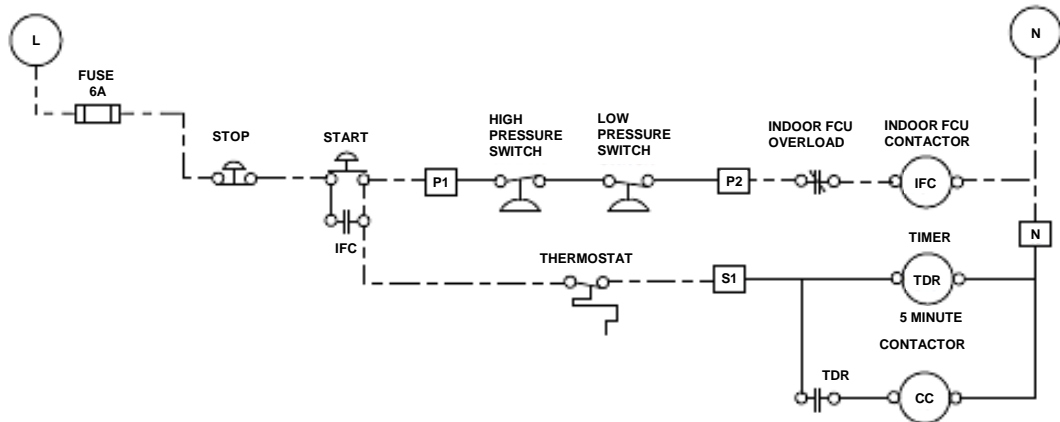 L
N
FUSE
6A
STOP
START
HIGH
PRESSURE
SWITCH
LOW
PRESSURE
SWITCH
INDOOR FCU
OVERLOAD
INDOOR FCU
CONTACTOR
P1
P2
IFC
IFC
N
THERMOSTAT
S1
TIMER
TDR
5 MINUTE
CONTACTOR
TDR
CC